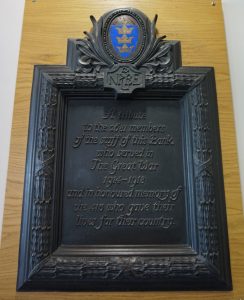 A tribute
to the members
of the staff of this Bank
who served in
The Great War
1914-1918
and in honoured memory of
the who gave their
lives for their country